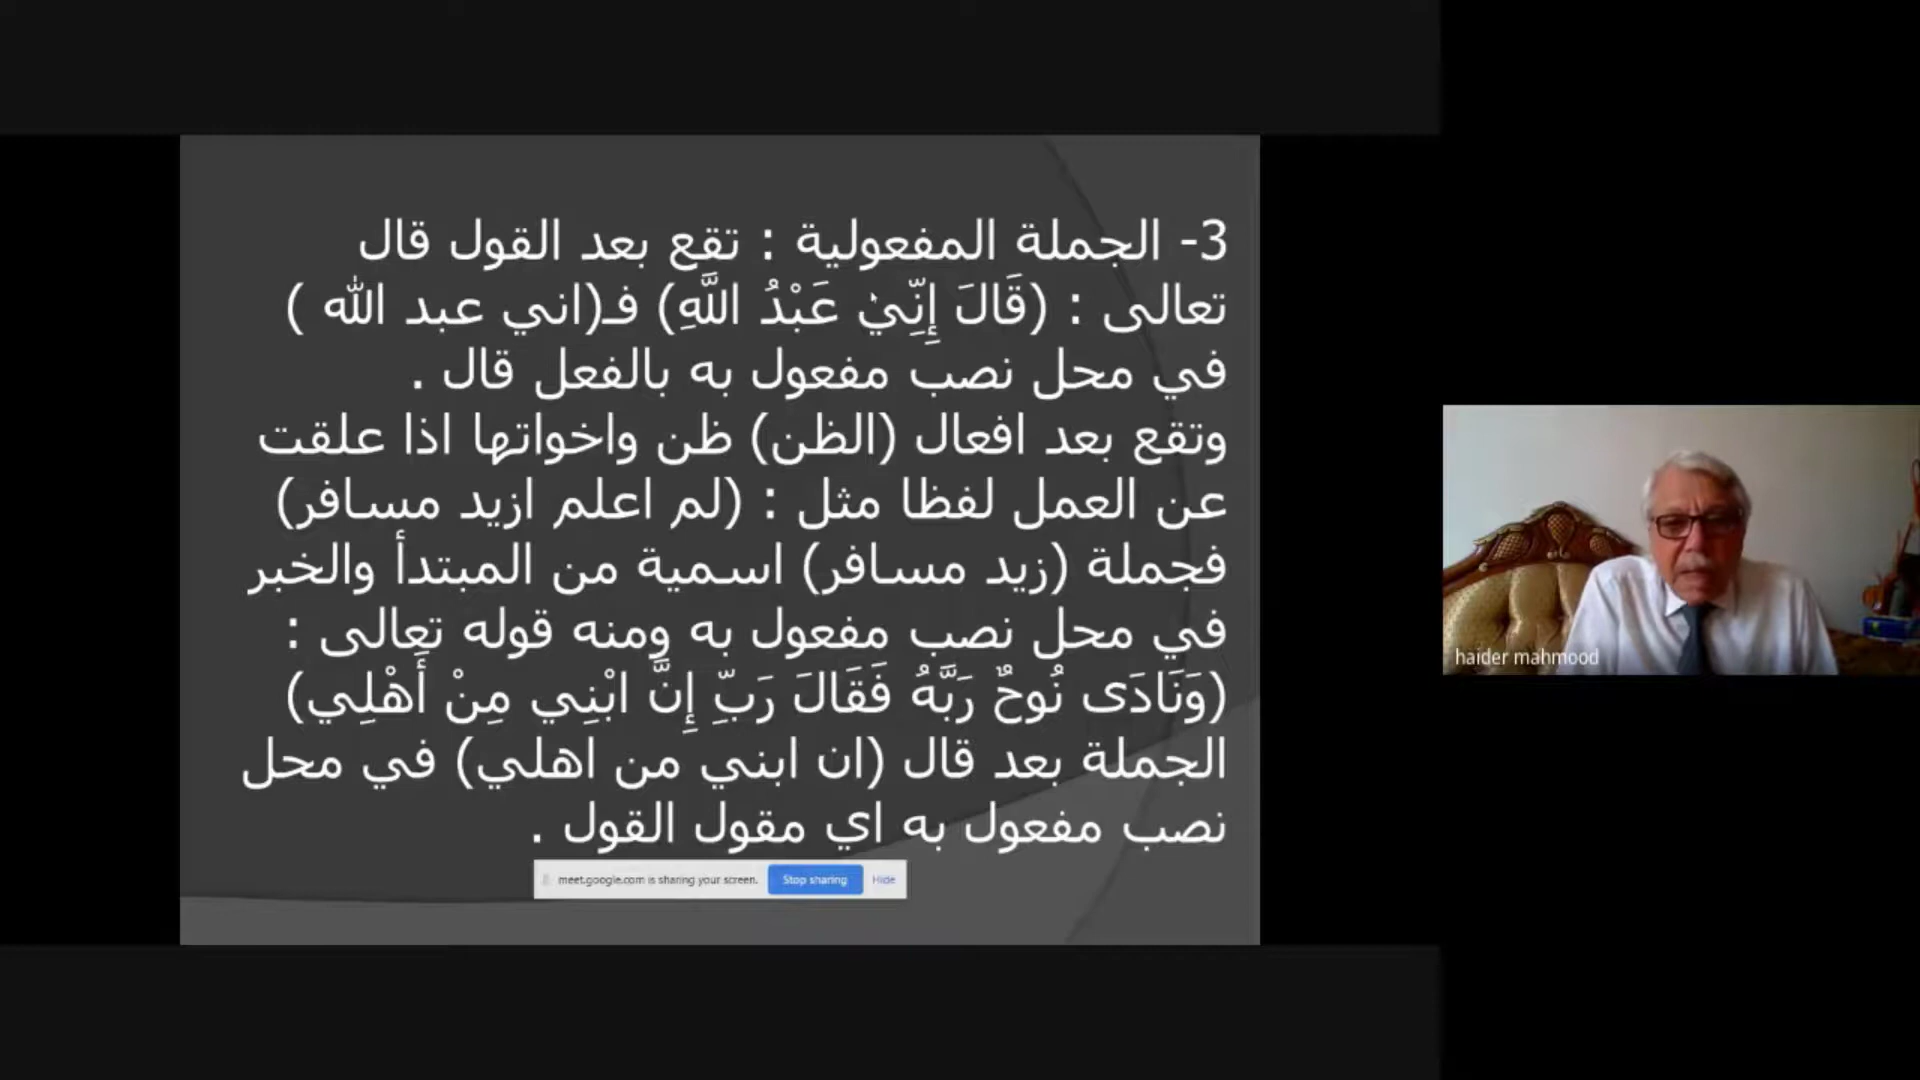 3- الجملة المفعولية : تقع بعد القول قال
تعالى : (قَالَ إِنِّيْ عَبْدُ اللَّهِ) فـ(اني عبد الله )
في محل نصب مفعول به بالفعل قال .
وتقع بعد افعال (الظن) ظن واخواتها اذا علقت
عن العمل لفظا مثل : (لم اعلم ازيد مسافر)
فجملة (زيد مسافر) اسمية من المبتدأ والخبر
في محل نصب مفعول به ومنه قوله تعالى :
(وَنَادَى نُوحٌ رَبَّهُ فَقَالَ رَبِّ إِنَّ ابْنِي مِنْ أَهْلِي)
الجملة بعد قال (ان ابني من اهلي) في محل
نصب مفعول به اي مقول القول .
meet.google.com is sharing your screen. Stop sharing Hide
haider mahmood